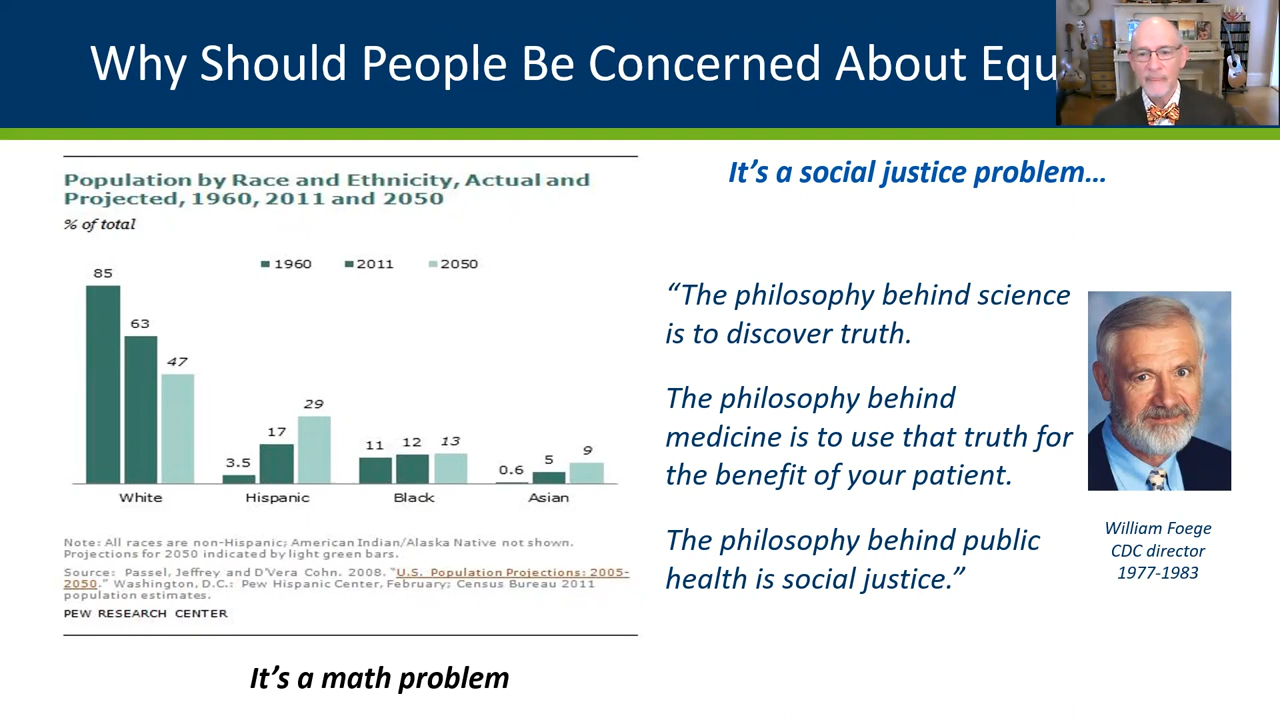 Why Should People Be Concerned About Equ
It’s a social justice problem…
Population by Race and Ethnicity, Actual and
Projected, 1960, 2011 and 2050
% of total
1960 2011 2050
85
63
47
3.5
17
29
11
12
13
0.6
5
9
White Hispanic Black Asian
Note: All races are non-Hispanic; American Indian/Alaska Native not shown.
Projections for 2050 indicated by light green bars.
Source: Passel, Jeffrey and D’Vera Cohn. 2008. “U.S. Population Projections: 2005-
2050.” Washington, D.C.: Pew Hispanic Center, February; Census Bureau 2011
population estimates.
PEW RESEARCH CENTER
It’s a math problem
“The philosophy behind science
is to discover truth.
The philosophy behind
medicine is to use that truth for
the benefit of your patient.
The philosophy behind public
health is social justice.”
William Foege
CDC director
1977-1983